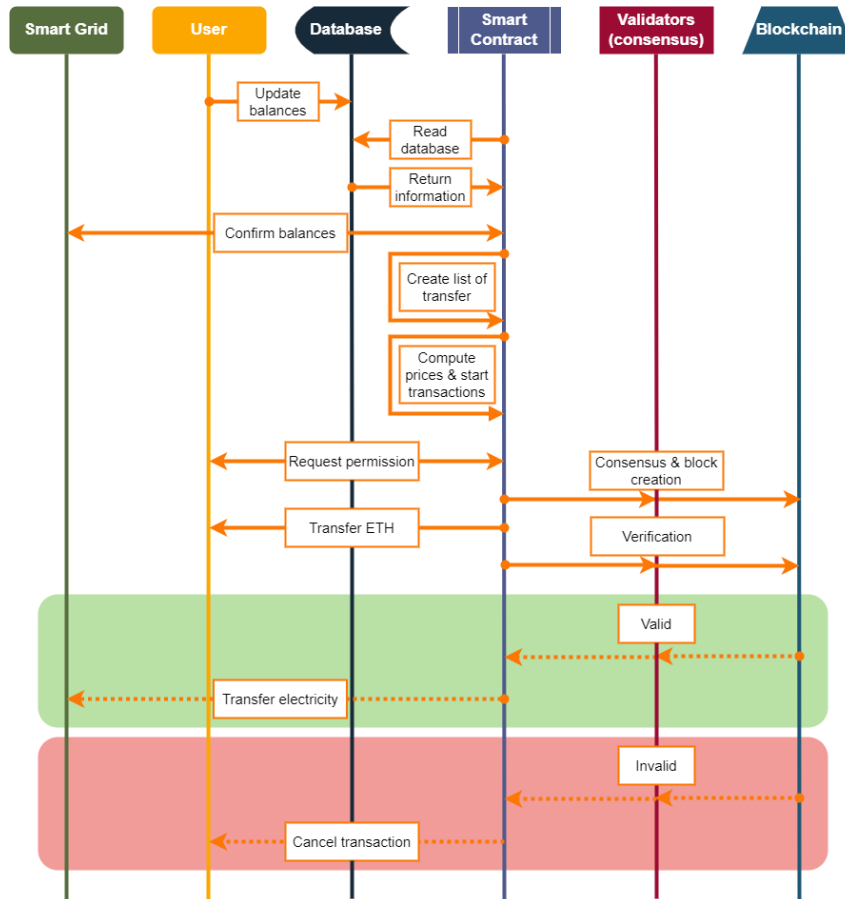 Smart Grid
User
Database
Smart
Contract
Validators
(consensus)
Blockchain
Update
balances
Read
database
Return
information
Confirm balances
Create list of
transfer
Compute
prices & start
transactions
Request permission
Consensus & block
creation
Transfer ETH
Verification
Valid
Transfer electricity
Invalid
Cancel transaction